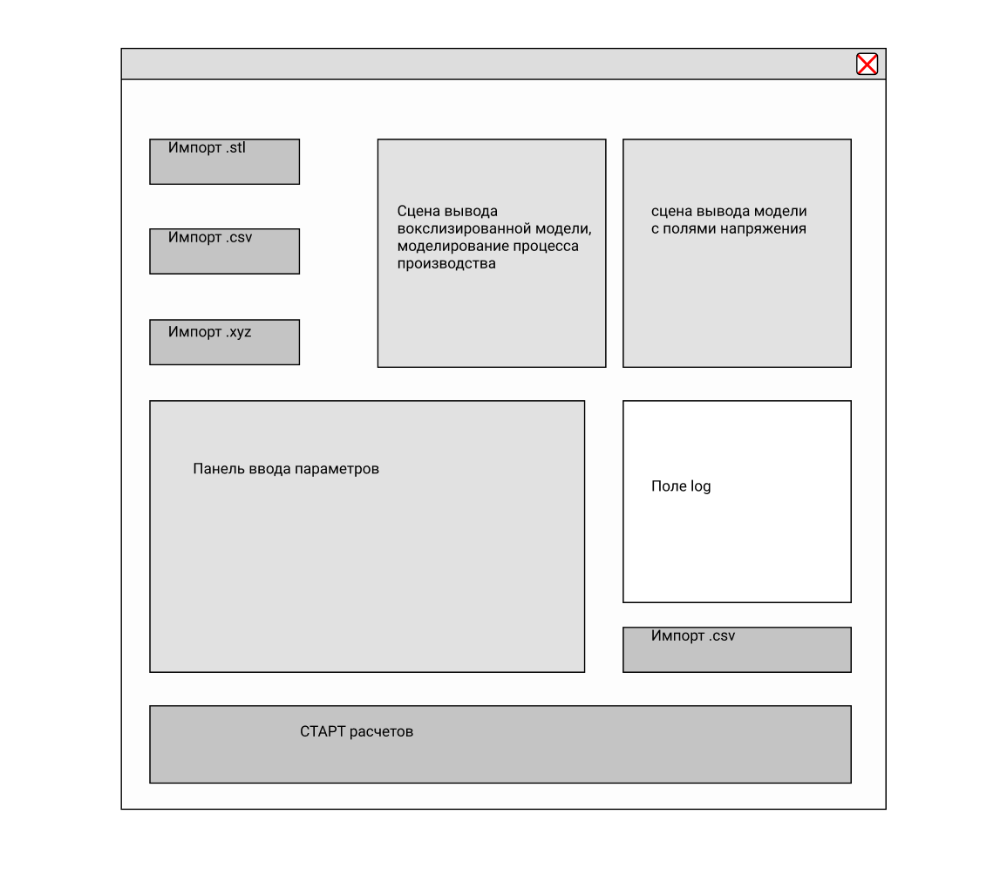 Импорт .stl
Импорт .csv
Импорт .xyz
Сцена вывода
вокслизированной модели,
моделирование процесса
производства
сцена вывода модели
с полями напряжения
Панель ввода параметров
Поле log
Импорт .csv
СТАРТ расчетов